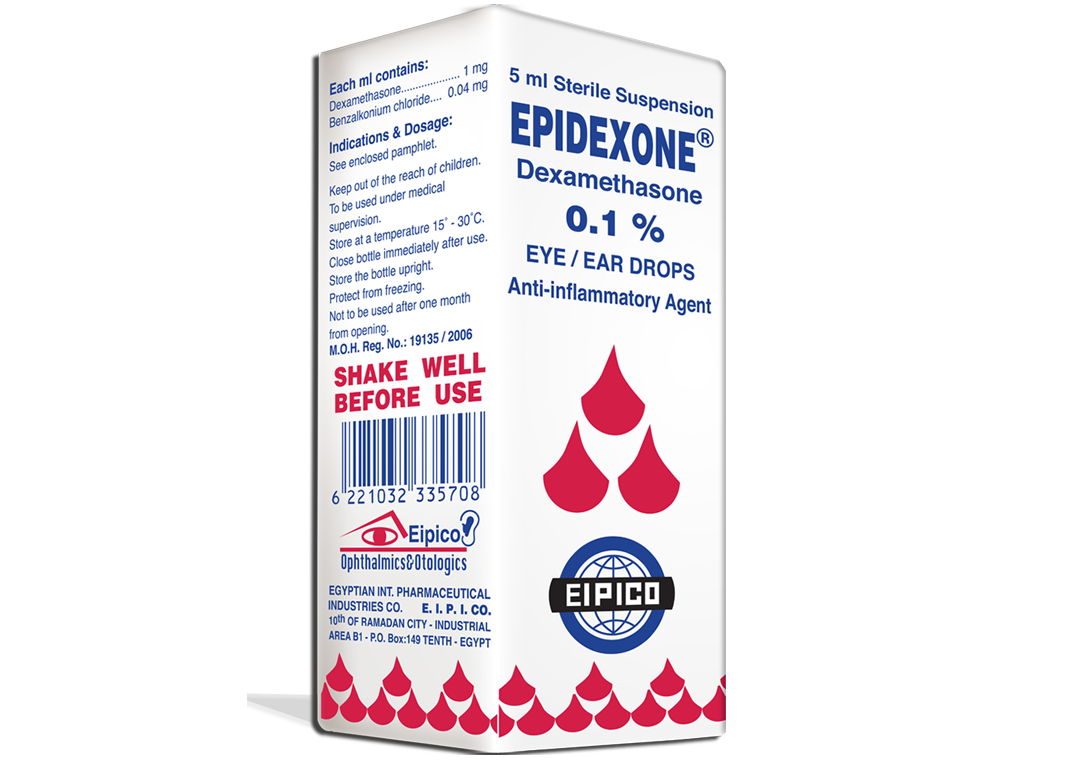 Each ml contains:
Dexamethasone................... 1 mg
Benzalkonium chloride.... 0.04 mg
Indications & Dosage:
See enclosed pamphlet.
Keep out of the reach of children.
To be used under medical
supervision.
Store at a temperature 15˚ - 30˚C.
Close bottle immediately after use.
Store the bottle upright.
Protect from freezing.
Not to be used after one month
from opening.
M.O.H. Reg. No.: 19135 / 2006
SHAKE WELL
BEFORE USE
6 221032 335708
Eipico
Ophthalmics&Otologics
EGYPTIAN INT. PHARMACEUTICAL
INDUSTRIES CO. E. I. P. I. CO.
10th OF RAMADAN CITY - INDUSTRIAL
AREA B1 - P.O. Box:149 TENTH - EGYPT
5 ml Sterile Suspension
EPIDEXONE®
Dexamethasone
0.1 %
EYE / EAR DROPS
Anti-inflammatory Agent
EIPICO